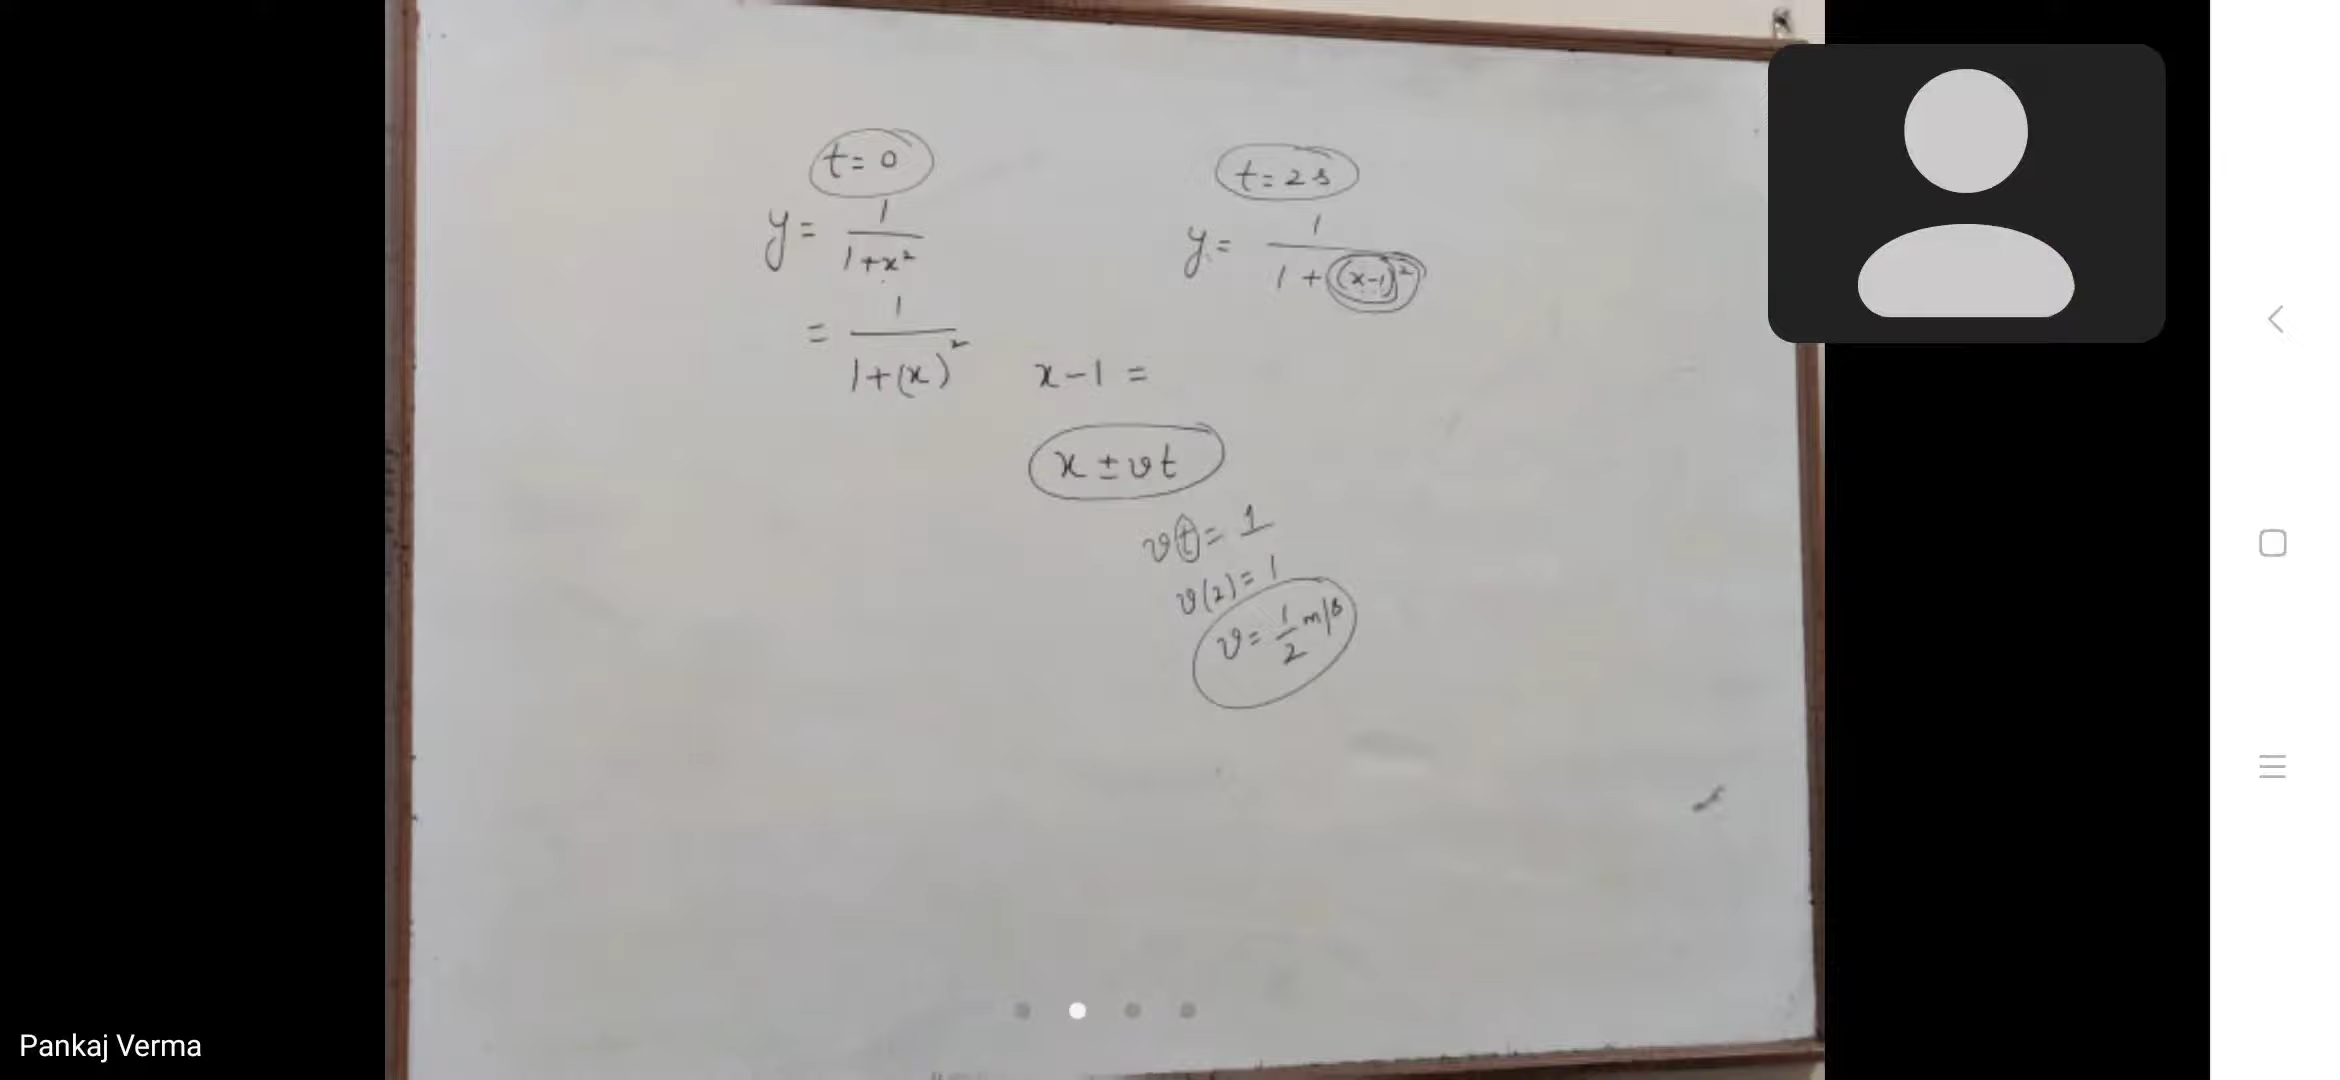 t = 0
y = 1/(1+x²)
= 1/(1+(x)²)
t = 2s
y = 1/(1+(x-1)²)
x - 1 =
x ± vt
vt = 1
v(2) = 1
v = 1/2 m/s
Pankaj Verma